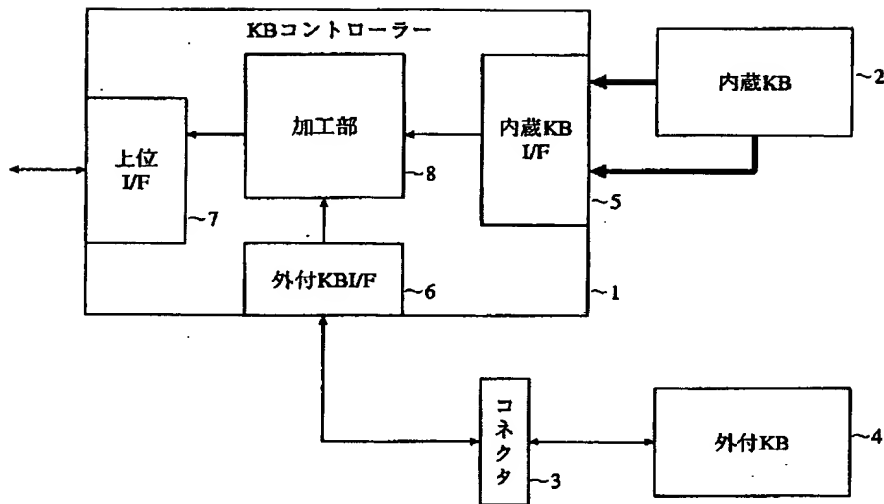 KBコントローラー
内蔵KB
~2
加工部
~8
内蔵KB
I/F
~5
上位
I/F
~7
外付KBI/F
~6
~1
コネクタ
~3
外付KB
~4